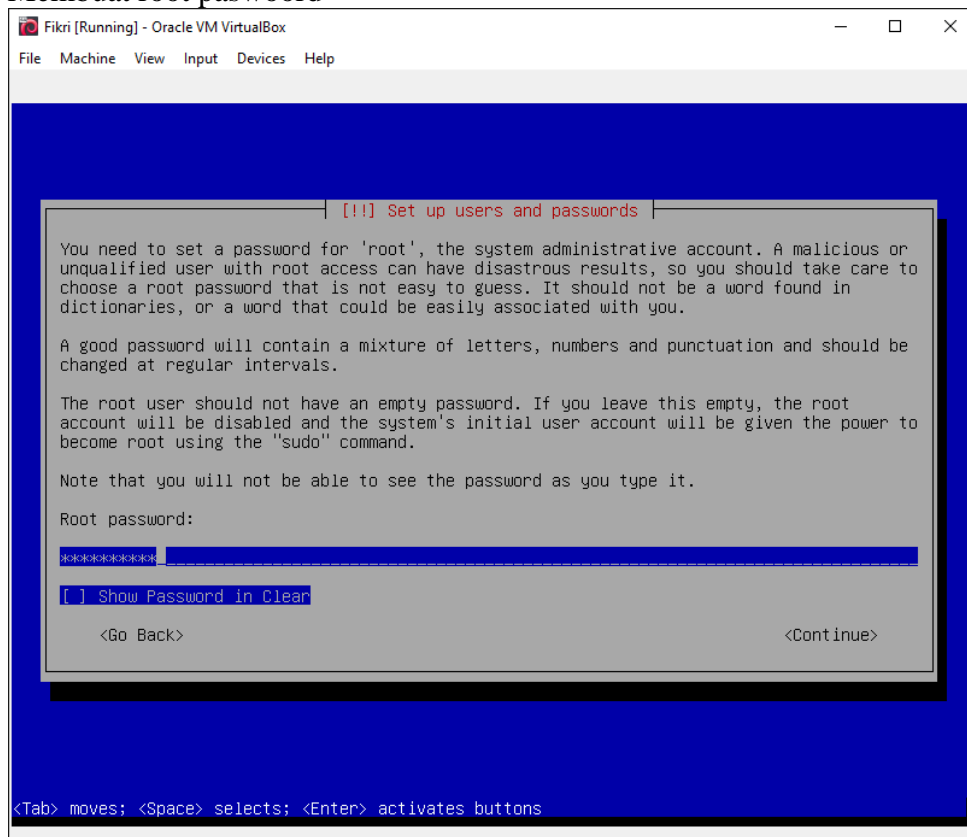 Membuat root paswoord
Fikri [Running] - Oracle VM VirtualBox
File Machine View Input Devices Help
[!!] Set up users and passwords
You need to set a password for 'root', the system administrative account. A malicious or
unqualified user with root access can have disastrous results, so you should take care to
choose a root password that is not easy to guess. It should not be a word found in
dictionaries, or a word that could be easily associated with you.
A good password will contain a mixture of letters, numbers and punctuation and should be
changed at regular intervals.
The root user should not have an empty password. If you leave this empty, the root
account will be disabled and the system's initial user account will be given the power to
become root using the "sudo" command.
Note that you will not be able to see the password as you type it.
Root password:
**********
[ ] Show Password in Clear
<Go Back> <Continue>
<Tab> moves; <Space> selects; <Enter> activates buttons